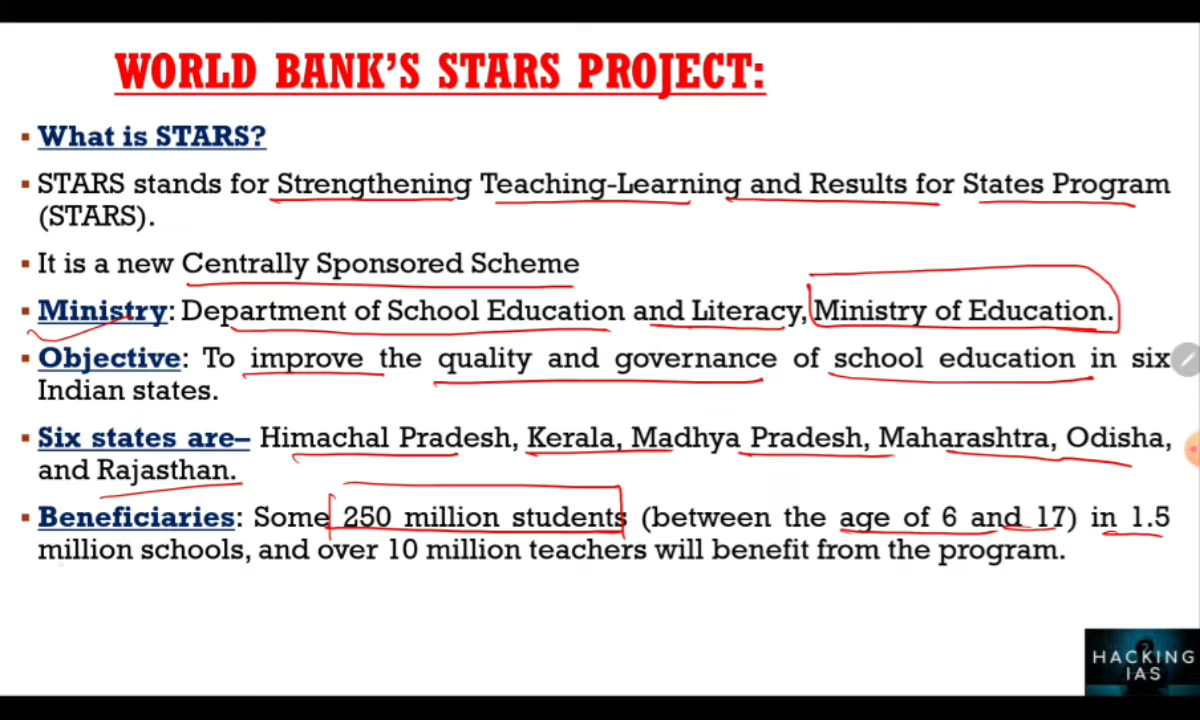 WORLD BANK'S STARS PROJECT:
▪ What is STARS?
▪ STARS stands for Strengthening Teaching-Learning and Results for States Program
(STARS).
▪ It is a new Centrally Sponsored Scheme
▪ Ministry: Department of School Education and Literacy, Ministry of Education.
▪ Objective: To improve the quality and governance of school education in six
Indian states.
▪ Six states are– Himachal Pradesh, Kerala, Madhya Pradesh, Maharashtra, Odisha,
and Rajasthan.
▪ Beneficiaries: Some 250 million students (between the age of 6 and 17) in 1.5
million schools, and over 10 million teachers will benefit from the program.
HACKING
IAS